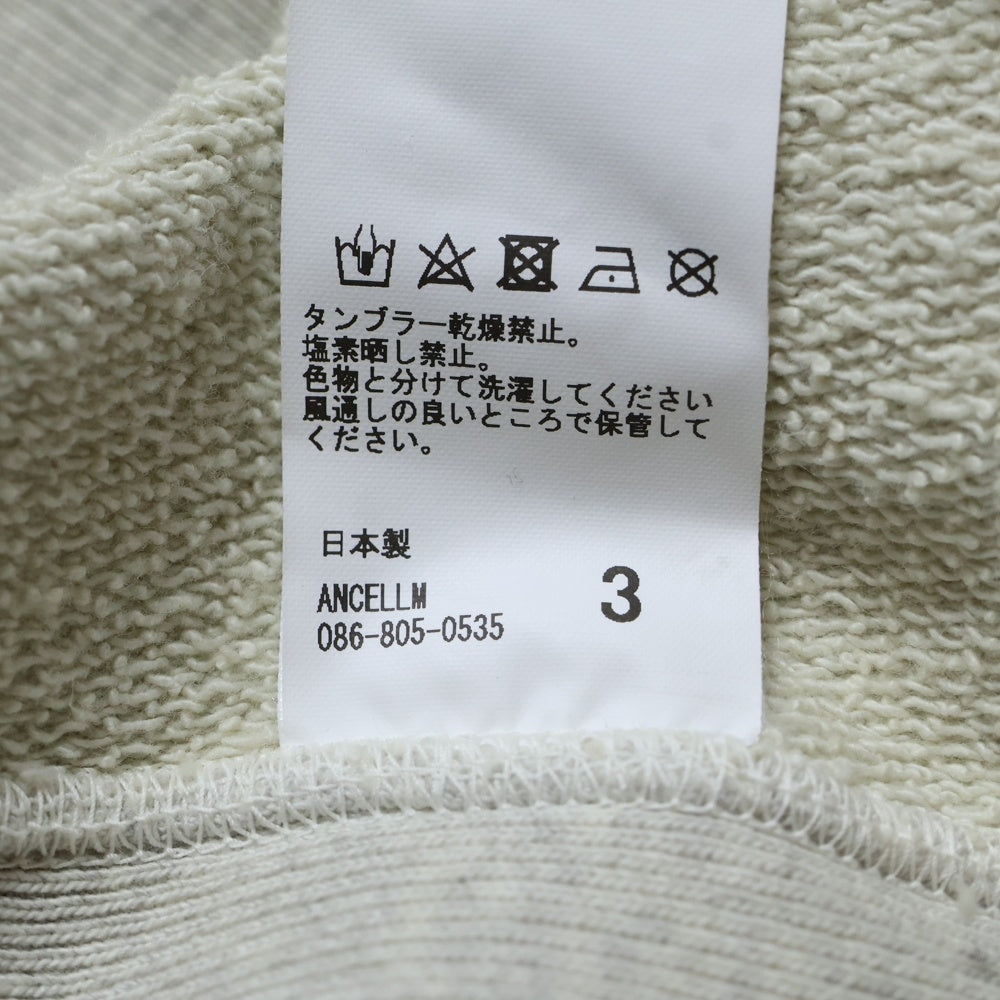 タンブラー乾燥禁止。
塩素晒し禁止。
色物と分けて洗濯してください
風通しの良いところで保管して
ください。
日本製
ANCELLM
3
086-805-0535